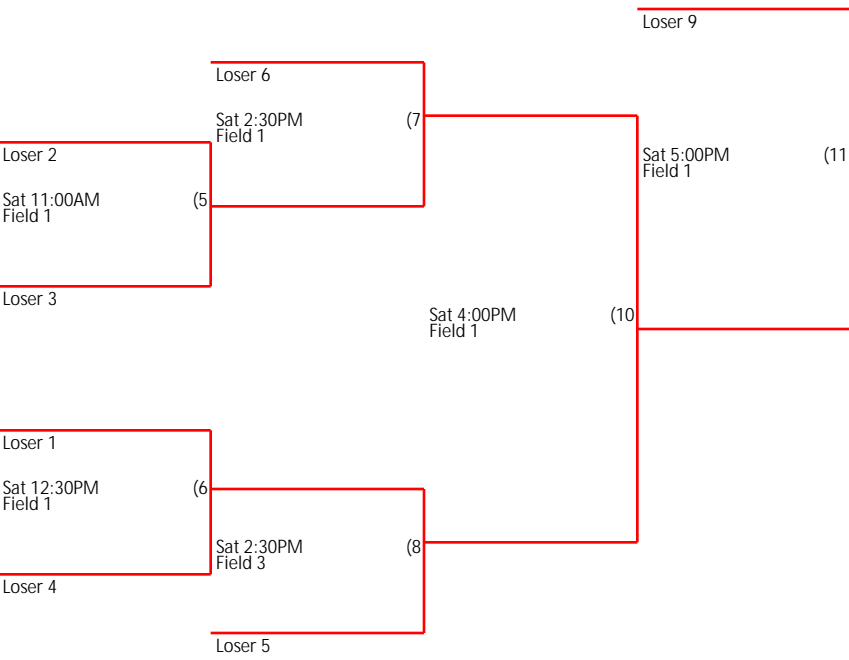 Loser 9
Loser 6
Sat 2:30PM (7
Field 1
Loser 2
Sat 5:00PM (11
Field 1
Sat 11:00AM (5
Field 1
Loser 3
Sat 4:00PM (10
Field 1
Loser 1
Sat 12:30PM (6
Field 1
Sat 2:30PM (8
Field 3
Loser 4
Loser 5